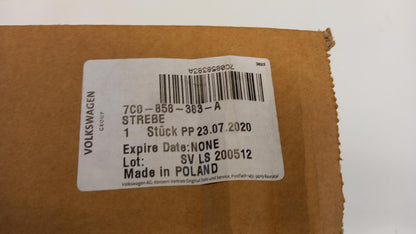 VOLKSWAGEN
GROUP
7C0858383A
7C0-858-383-A
STREBE
1 Stück PP 23.07.2020
Expire Date: NONE
Lot: SV LS 200512
Made in POLAND